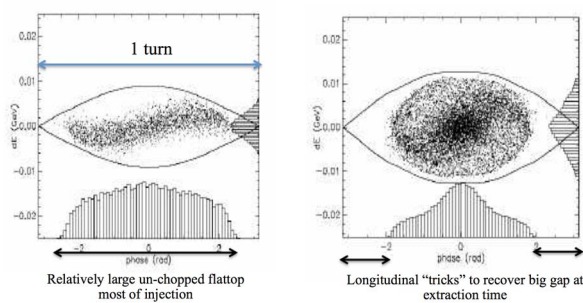 0.02
0.01
0.00
-0.01
-0.02
dE (GeV)
1 turn
-2
0
2
phase (rad)
Relatively large un-chopped flattop
most of injection
0.02
0.01
0.00
-0.01
-0.02
dE (GeV)
-2
0
2
phase (rad)
Longitudinal “tricks” to recover big gap at
extraction time